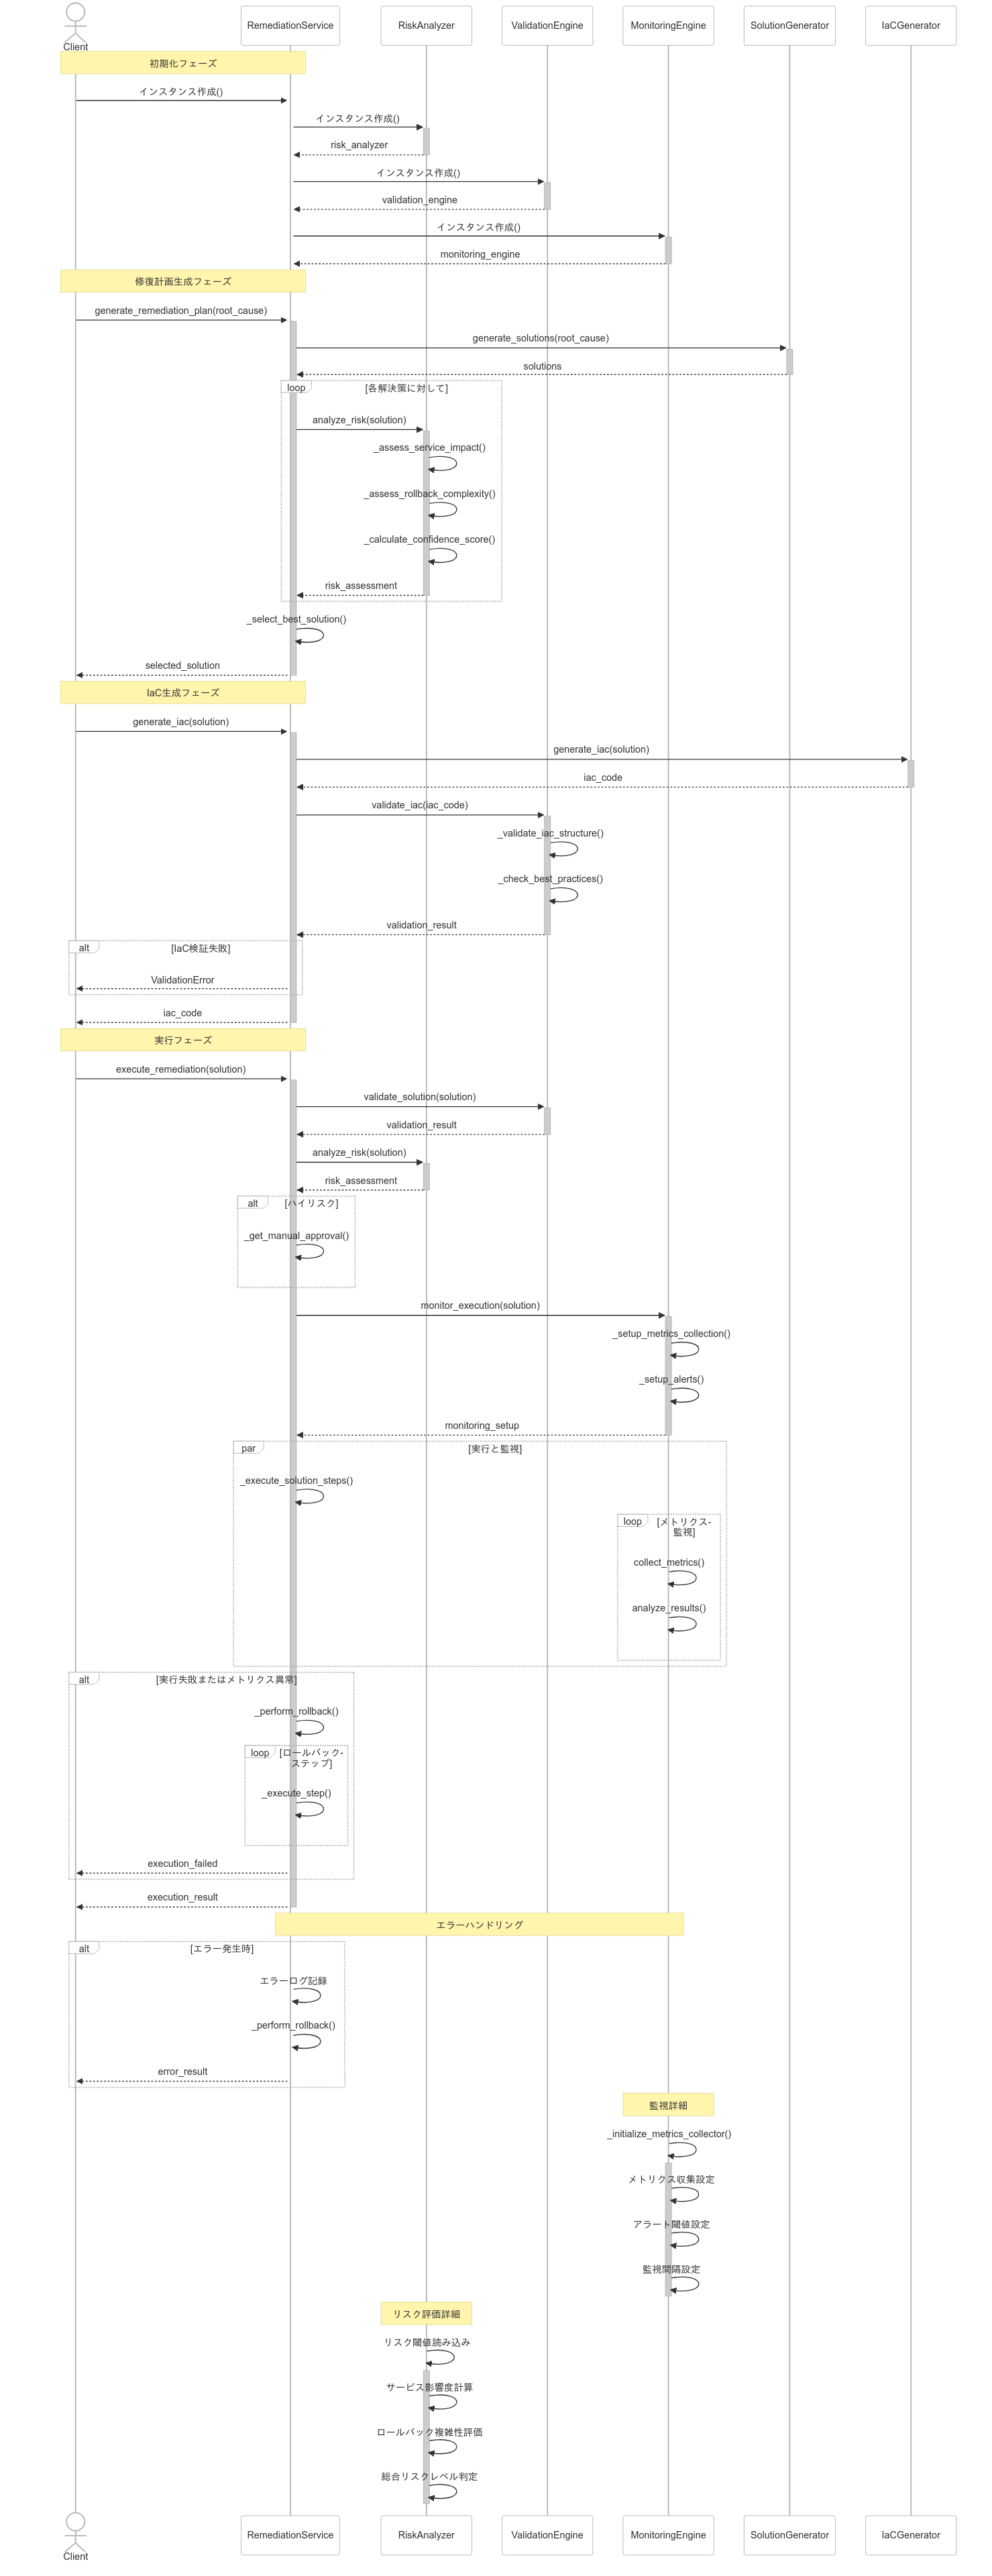 Client
RemediationService
RiskAnalyzer
ValidationEngine
MonitoringEngine
SolutionGenerator
IaCGenerator
初期化フェーズ
インスタンス作成()
インスタンス作成()
risk_analyzer
インスタンス作成()
validation_engine
インスタンス作成()
monitoring_engine
修復計画生成フェーズ
generate_remediation_plan(root_cause)
generate_solutions(root_cause)
solutions
loop
[各解決策に対して]
analyze_risk(solution)
_assess_service_impact()
_assess_rollback_complexity()
_calculate_confidence_score()
risk_assessment
_select_best_solution()
selected_solution
IaC生成フェーズ
generate_iac(solution)
generate_iac(solution)
iac_code
validate_iac(iac_code)
_validate_iac_structure()
_check_best_practices()
validation_result
alt
[IaC検証失敗]
ValidationError
iac_code
実行フェーズ
execute_remediation(solution)
validate_solution(solution)
validation_result
analyze_risk(solution)
risk_assessment
alt
[ハイリスク]
_get_manual_approval()
monitor_execution(solution)
_setup_metrics_collection()
_setup_alerts()
monitoring_setup
par
[実行と監視]
_execute_solution_steps()
loop
[メトリクス-
監視]
collect_metrics()
analyze_results()
alt
[実行失敗またはメトリクス異常]
_perform_rollback()
loop
[ロールバック-
ステップ]
_execute_step()
execution_failed
execution_result
エラーハンドリング
alt
[エラー発生時]
エラーログ記録
_perform_rollback()
error_result
監視詳細
_initialize_metrics_collector()
メトリクス収集設定
アラート閾値設定
監視間隔設定
リスク評価詳細
リスク閾値読み込み
サービス影響度計算
ロールバック複雑性評価
総合リスクレベル判定
Client
RemediationService
RiskAnalyzer
ValidationEngine
MonitoringEngine
SolutionGenerator
IaCGenerator